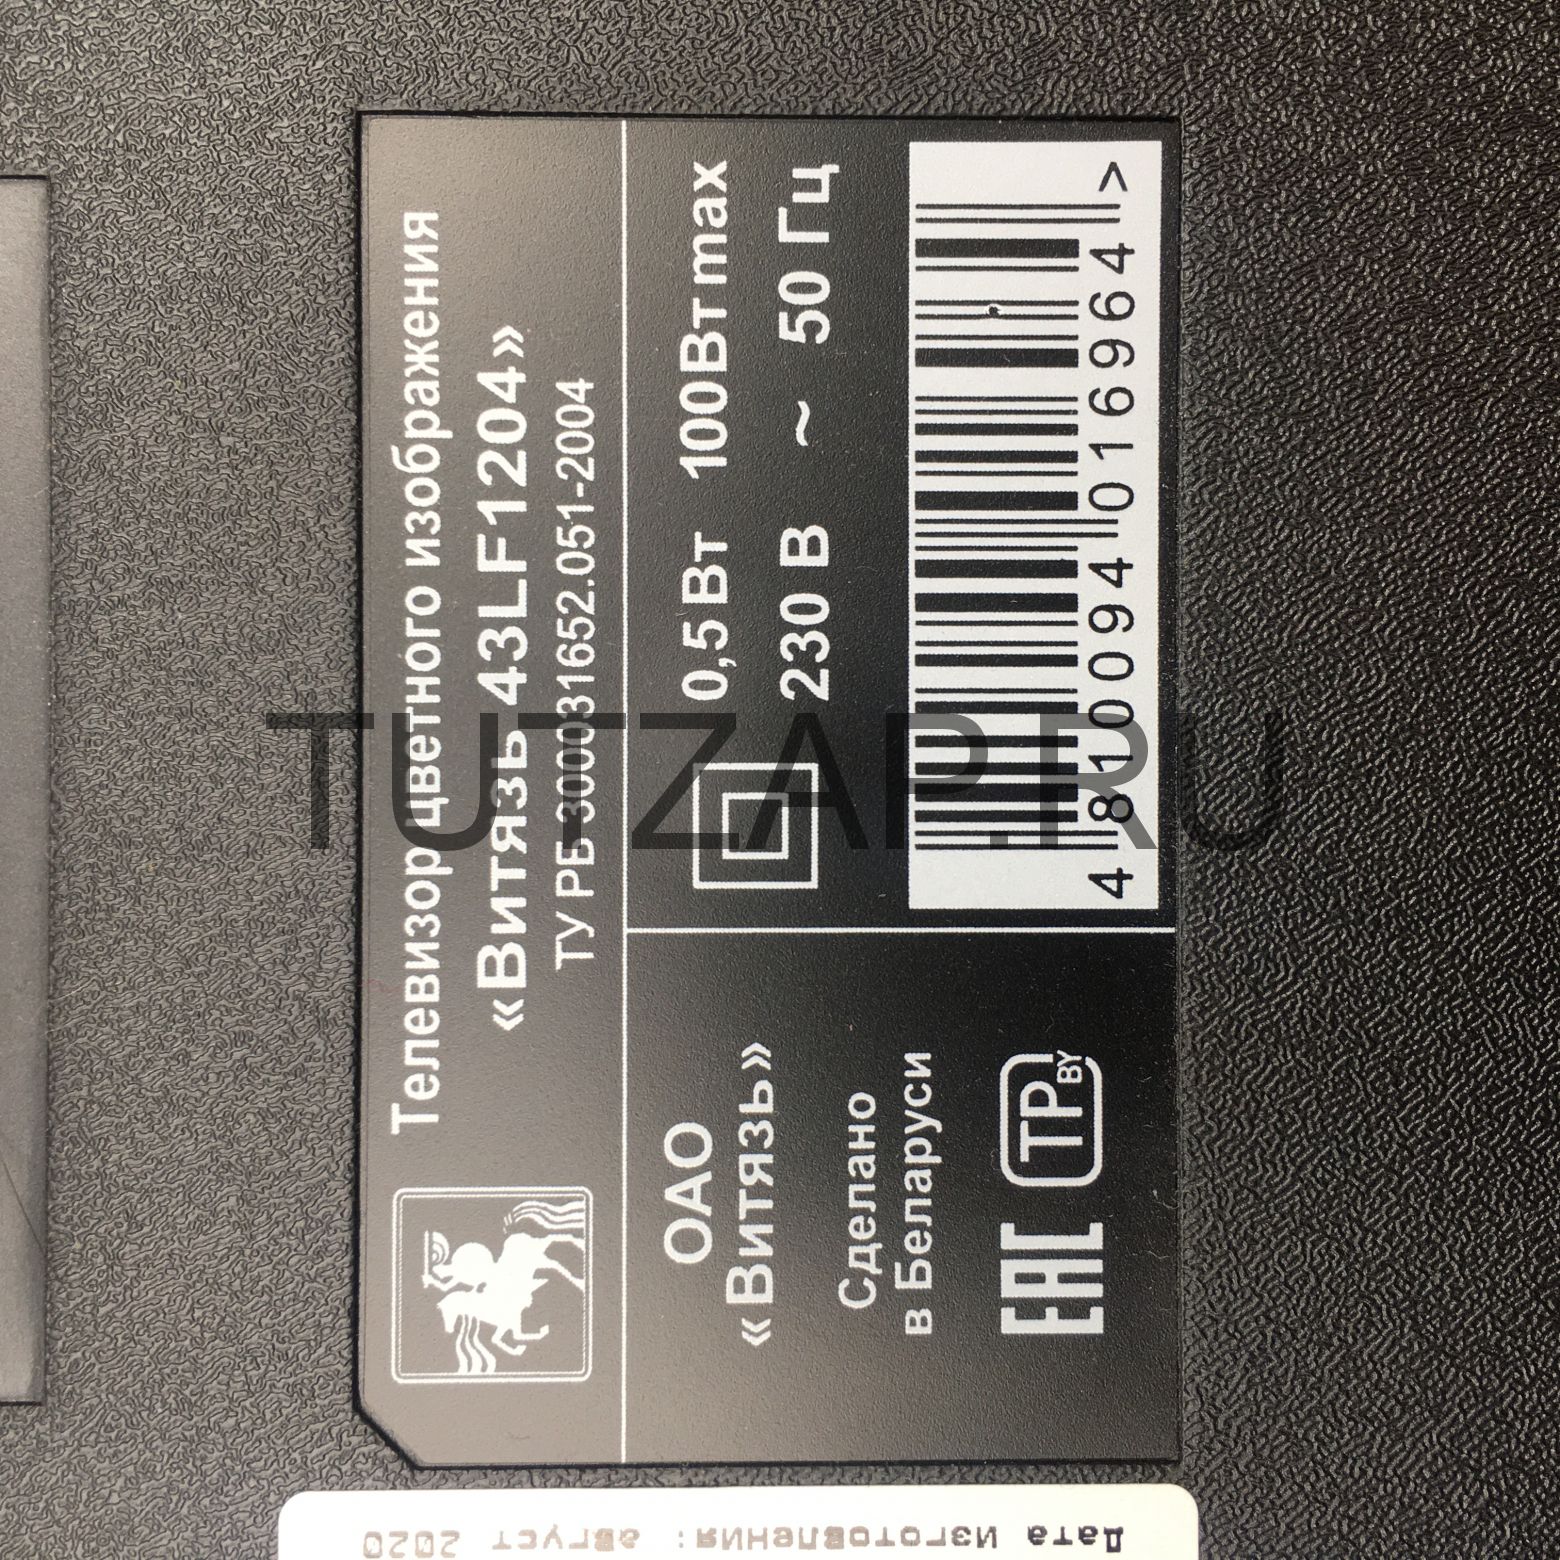 Телевизор цветного изображения
«Витязь 43LF1204»
ТУ РБ 300031652.051-2004
ОАО
«Витязь»
Сделано
в Беларуси
EAC
TP BY
0,5 Вт 100Вт max
230 В ~ 50 Гц
4 810094 016964 >
Дата изготовления: август 2020
TUTZAP.RU